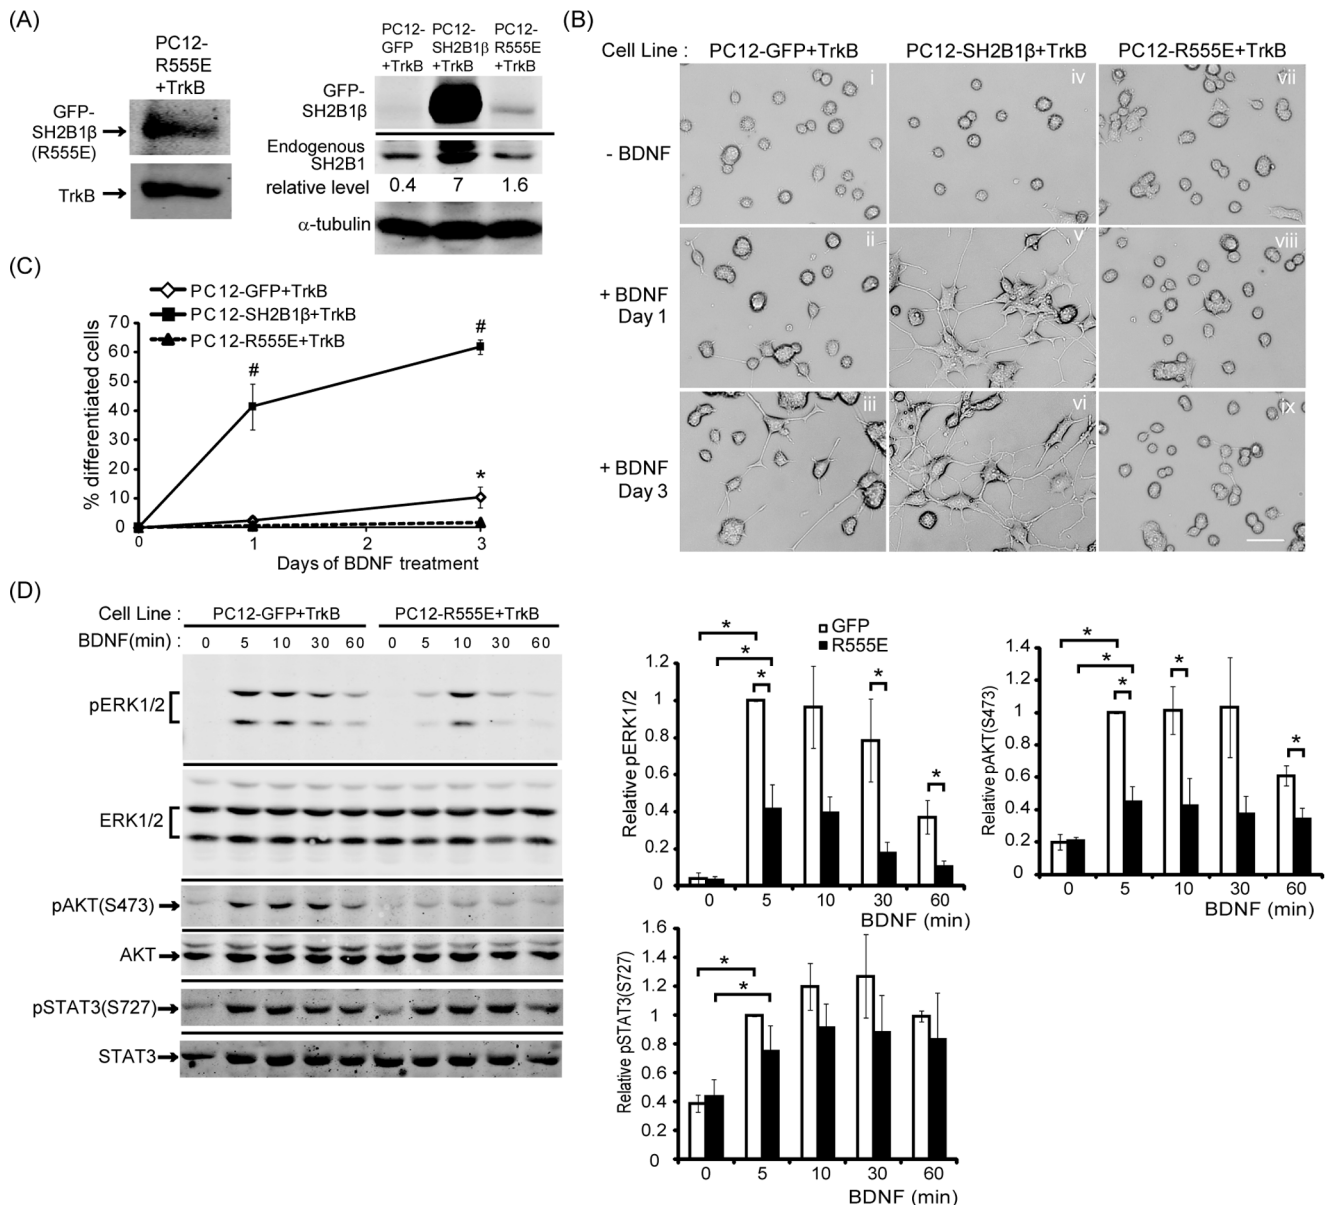 (A)
PC12-
R555E
+TrkB
GFP-
SH2B1β
(R555E)
TrkB
PC12-
GFP
+TrkB
PC12-
SH2B1β
+TrkB
PC12-
R555E
+TrkB
GFP-
SH2B1β
Endogenous
SH2B1
relative level 0.4 7 1.6
α-tubulin
(B)
Cell Line : PC12-GFP+TrkB PC12-SH2B1β+TrkB PC12-R555E+TrkB
- BDNF
i iv vii
+ BDNF
Day 1
ii v viii
+ BDNF
Day 3
iii vi ix
(C)
PC12-GFP+TrkB
PC12-SH2B1β+TrkB
PC12-R555E+TrkB
% differentiated cells
70
60
50
40
30
20
10
0
#
#
*
0 1 2 3
Days of BDNF treatment
(D)
Cell Line : PC12-GFP+TrkB PC12-R555E+TrkB
BDNF(min) : 0 5 10 30 60 0 5 10 30 60
pERK1/2
ERK1/2
pAKT(S473)
AKT
pSTAT3(S727)
STAT3
GFP
R555E
Relative pERK1/2
1.2
1
0.8
0.6
0.4
0.2
0
* * * * *
0 5 10 30 60
BDNF (min)
Relative pAKT(S473)
1.4
1.2
1
0.8
0.6
0.4
0.2
0
* * * * *
0 5 10 30 60
BDNF (min)
Relative pSTAT3(S727)
1.6
1.4
1.2
1
0.8
0.6
0.4
0.2
0
* *
0 5 10 30 60
BDNF (min)